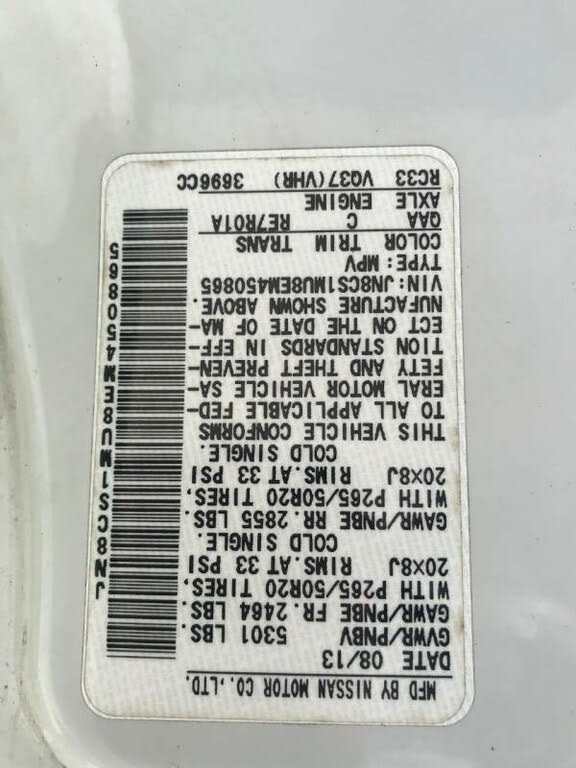 MFD BY NISSAN MOTOR CO.,LTD.
DATE 08/13
GVWR/PNBV 5301 LBS.
GAWR/PNBE FR. 2464 LBS.
WITH P265/50R20 TIRES,
20×8J RIMS.AT 33 PSI
COLD SINGLE.
GAWR/PNBE RR. 2855 LBS.
WITH P265/50R20 TIRES,
20×8J RIMS.AT 33 PSI
COLD SINGLE.
THIS VEHICLE CONFORMS
TO ALL APPLICABLE FED-
ERAL MOTOR VEHICLE SA-
FETY AND THEFT PREVEN-
TION STANDARDS IN EFF-
ECT ON THE DATE OF MA-
NUFACTURE SHOWN ABOVE.
VIN:JN8CS1MU8EM450865
TYPE:MPV
COLOR TRIM TRANS
QAA C RE7R01A
AXLE ENGINE
RC33 VQ37(VHR) 3696CC
JN8CS1MU8EM450865